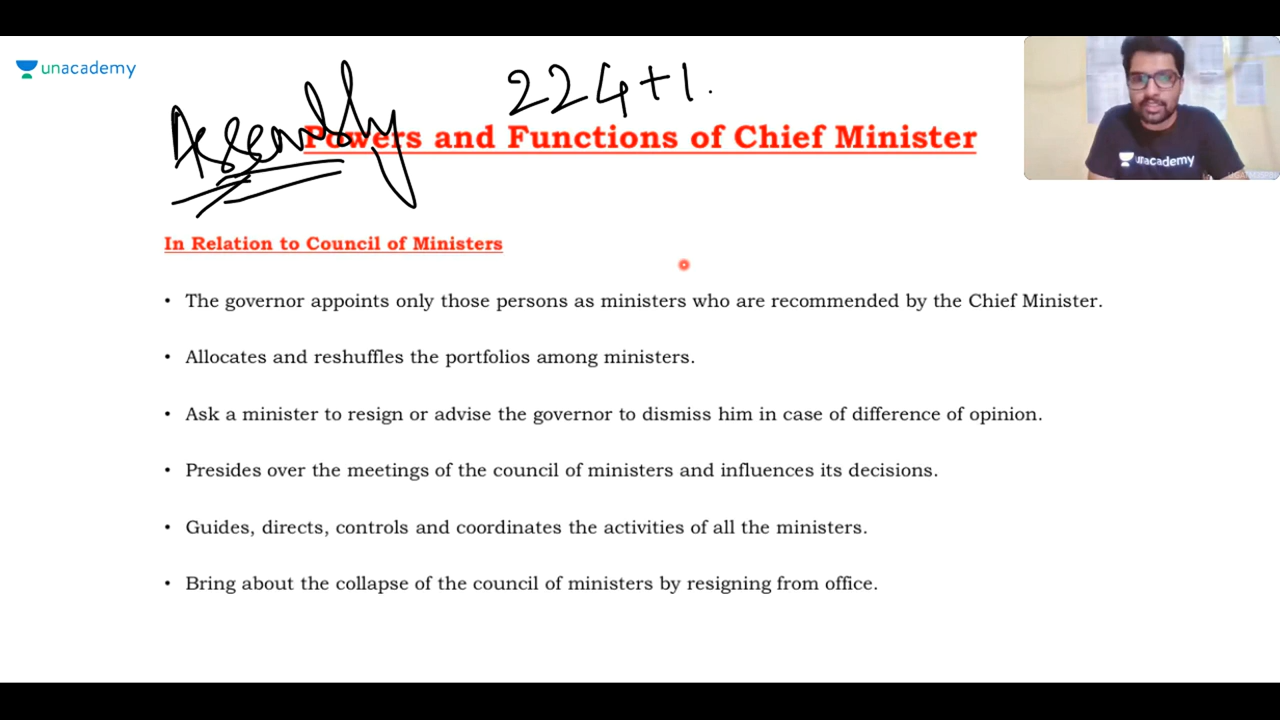 unacademy
Assembly
224+1.
Powers and Functions of Chief Minister
unacademy
In Relation to Council of Ministers
• The governor appoints only those persons as ministers who are recommended by the Chief Minister.
• Allocates and reshuffles the portfolios among ministers.
• Ask a minister to resign or advise the governor to dismiss him in case of difference of opinion.
• Presides over the meetings of the council of ministers and influences its decisions.
• Guides, directs, controls and coordinates the activities of all the ministers.
• Bring about the collapse of the council of ministers by resigning from office.